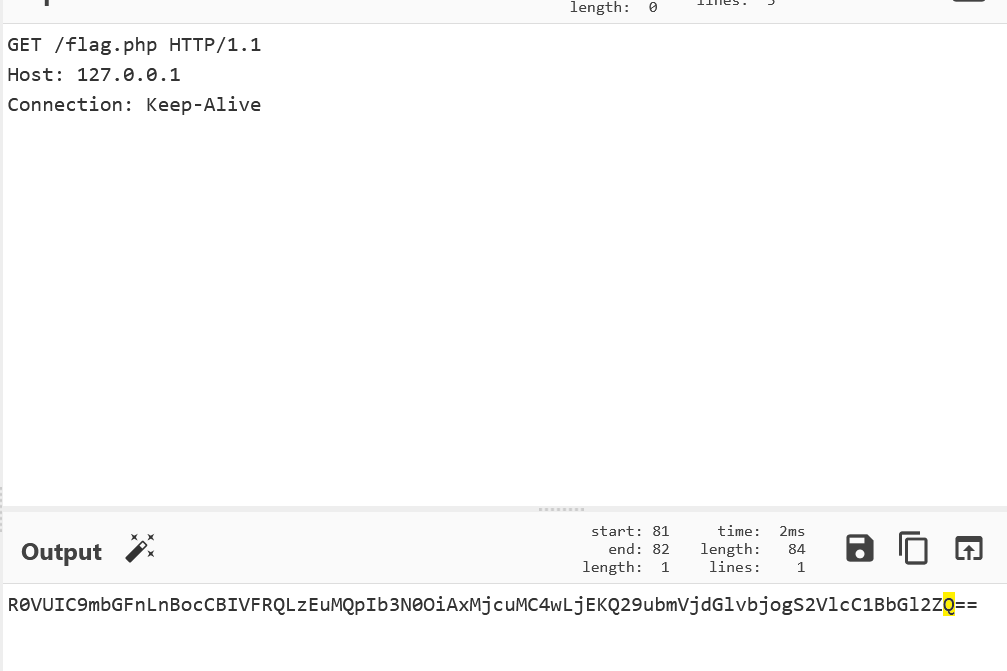 length: 0
GET /flag.php HTTP/1.1
Host: 127.0.0.1
Connection: Keep-Alive
Output
start: 81 time: 2ms
end: 82 length: 84
length: 1 lines: 1
R0VUIC9mbGFnLnBocCBIVFRQLzEuMQpIb3N0OiAxMjcuMC4wLjEKQ29ubmVjdGlvbjogS2VlcC1BbGl2ZQ==